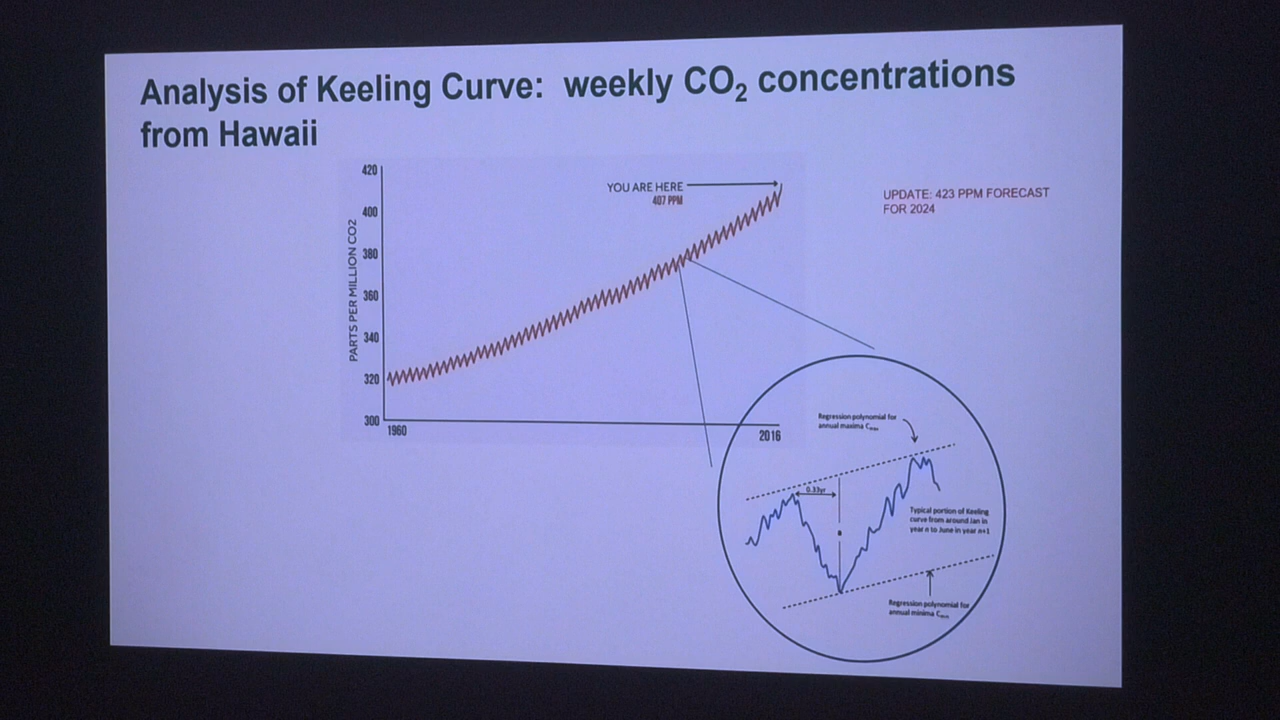 Analysis of Keeling Curve: weekly CO₂ concentrations
from Hawaii
420
400
380
360
340
320
300
PARTS PER MILLION CO2
1960
2016
YOU ARE HERE
407 PPM
UPDATE: 423 PPM FORECAST
FOR 2024
Regression polynomial for
annual maxima Cmax
0.33yr
Typical portion of Keeling
curve from around Jan in
year n to June in year n+1
Regression polynomial for
annual minima Cmin